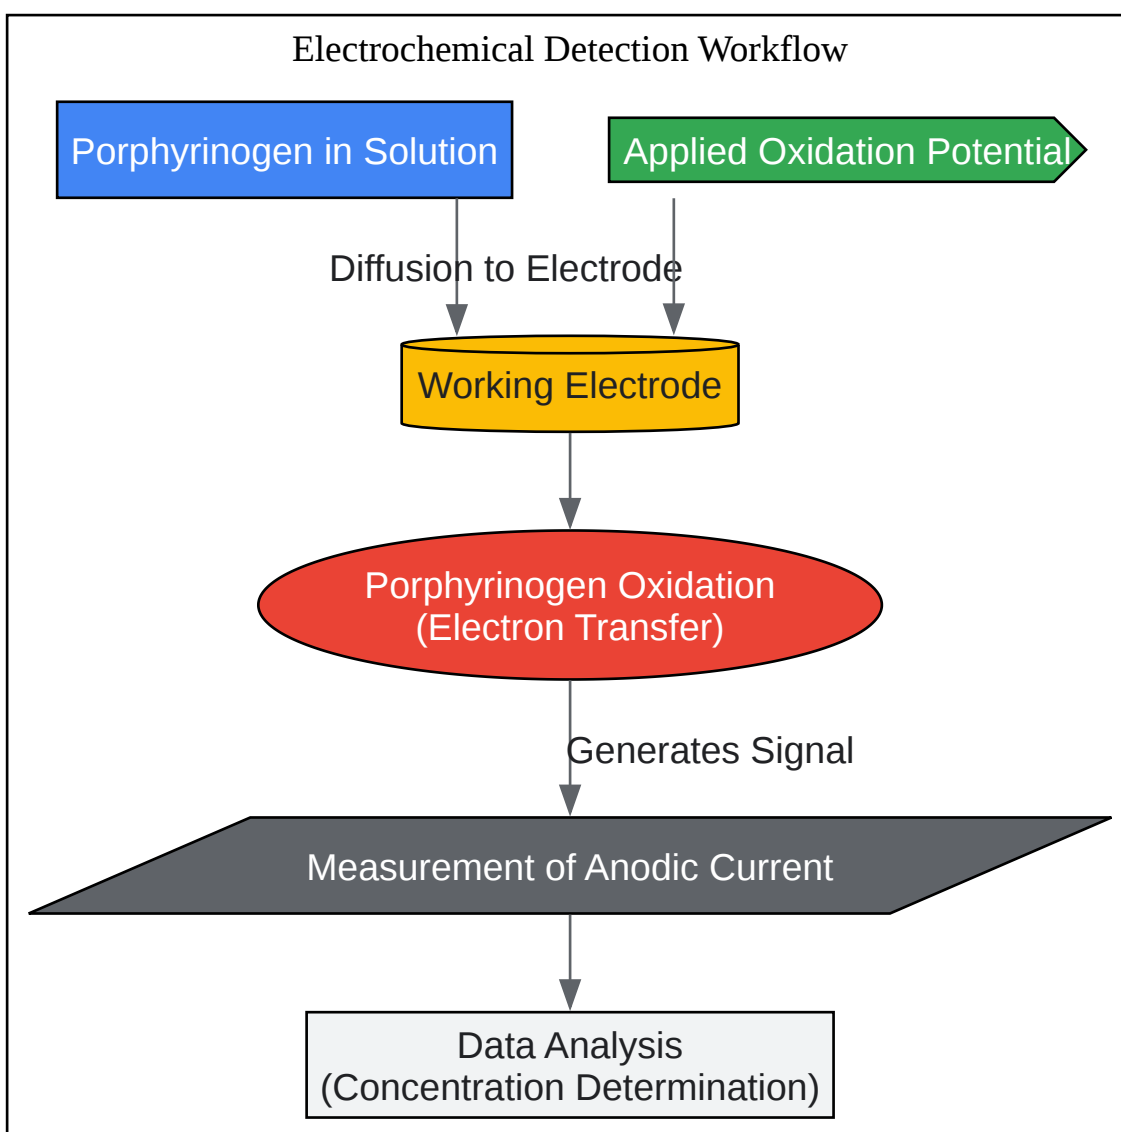 Electrochemical Detection Workflow
Porphyrinogen in Solution
Applied Oxidation Potential
Diffusion to Electrode
Working Electrode
Porphyrinogen Oxidation
(Electron Transfer)
Generates Signal
Measurement of Anodic Current
Data Analysis
(Concentration Determination)